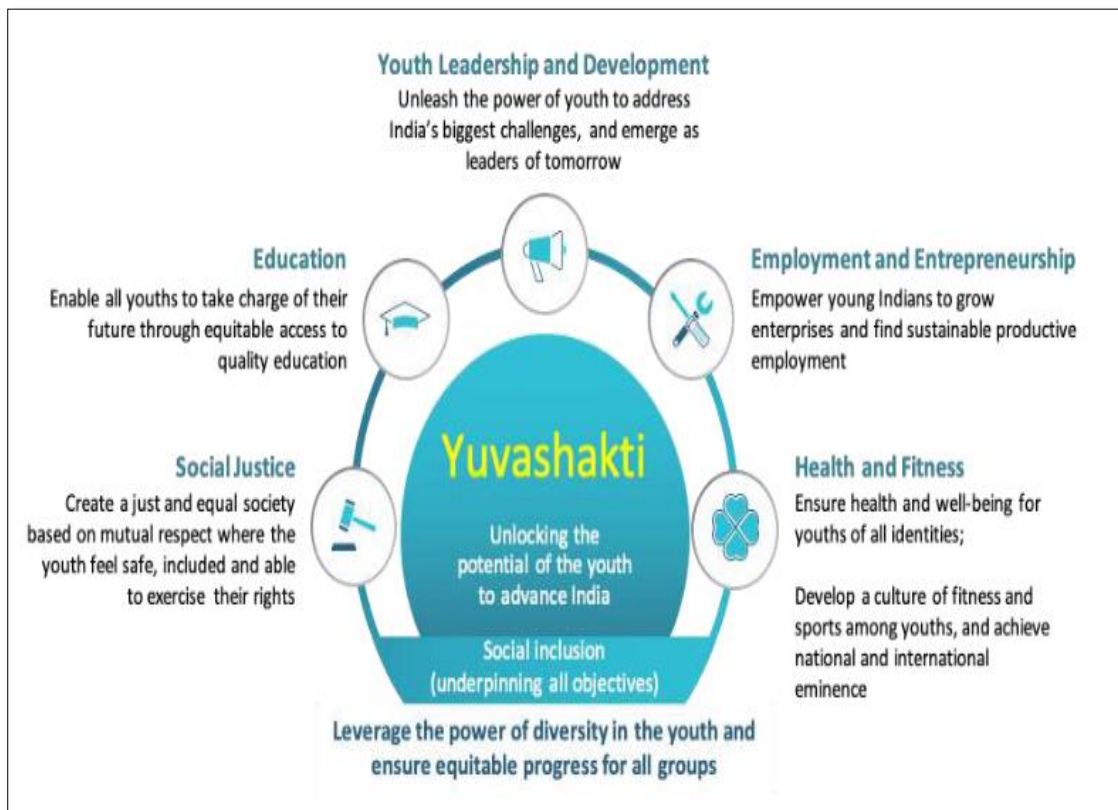 Youth Leadership and Development
Unleash the power of youth to address
India's biggest challenges, and emerge as
leaders of tomorrow
Education
Enable all youths to take charge of their
future through equitable access to
quality education
Employment and Entrepreneurship
Empower young Indians to grow
enterprises and find sustainable productive
employment
Social Justice
Create a just and equal society
based on mutual respect where the
youth feel safe, included and able
to exercise their rights
Yuvashakti
Unlocking the
potential of the youth
to advance India
Health and Fitness
Ensure health and well-being for
youths of all identities;
Develop a culture of fitness and
sports among youths, and achieve
national and international
eminence
Social inclusion
(underpinning all objectives)
Leverage the power of diversity in the youth and
ensure equitable progress for all groups